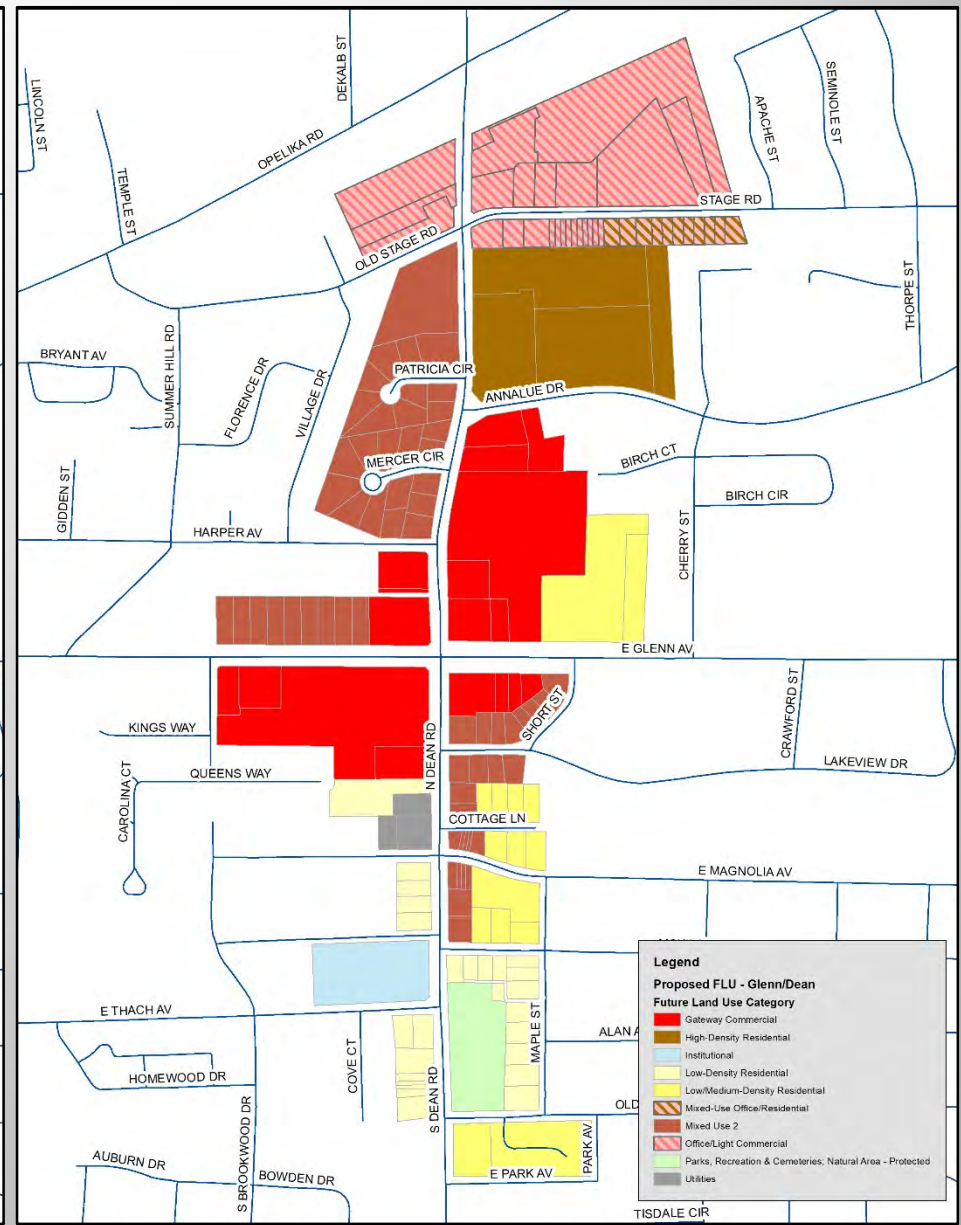 LINCOLN ST
DEKALB ST
OPELIKA RD
TEMPLE ST
APACHE ST
SEMINOLE ST
STAGE RD
OLD STAGE RD
THORPE ST
BRYANT AV
SUMMER HILL RD
FLORENCE DR
VILLAGE DR
PATRICIA CIR
ANNALUE DR
MERCER CIR
BIRCH CT
BIRCH CIR
GIDDEN ST
HARPER AV
CHERRY ST
E GLENN AV
KINGS WAY
N DEAN RD
SHORT ST
CRAWFORD ST
LAKEVIEW DR
QUEENS WAY
CAROLINA CT
COTTAGE LN
E MAGNOLIA AV
E THACH AV
COVE CT
S DEAN RD
MAPLE ST
ALAN A
HOMEWOOD DR
S BROOKWOOD DR
OLD
PARK AV
E PARK AV
AUBURN DR
BOWDEN DR
TISDALE CIR
Legend
Proposed FLU - Glenn/Dean
Future Land Use Category
Gateway Commercial
High-Density Residential
Institutional
Low-Density Residential
Low/Medium-Density Residential
Mixed-Use Office/Residential
Mixed Use 2
Office/Light Commercial
Parks, Recreation & Cemeteries; Natural Area - Protected
Utilities